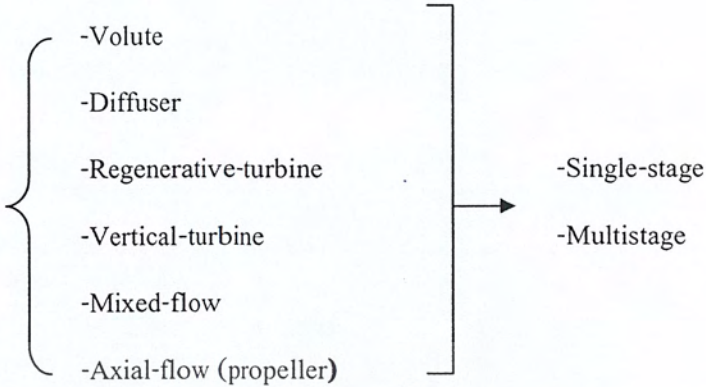 -Volute
-Diffuser
-Regenerative-turbine
-Single-stage
-Vertical-turbine
-Multistage
-Mixed-flow
-Axial-flow (propeller)